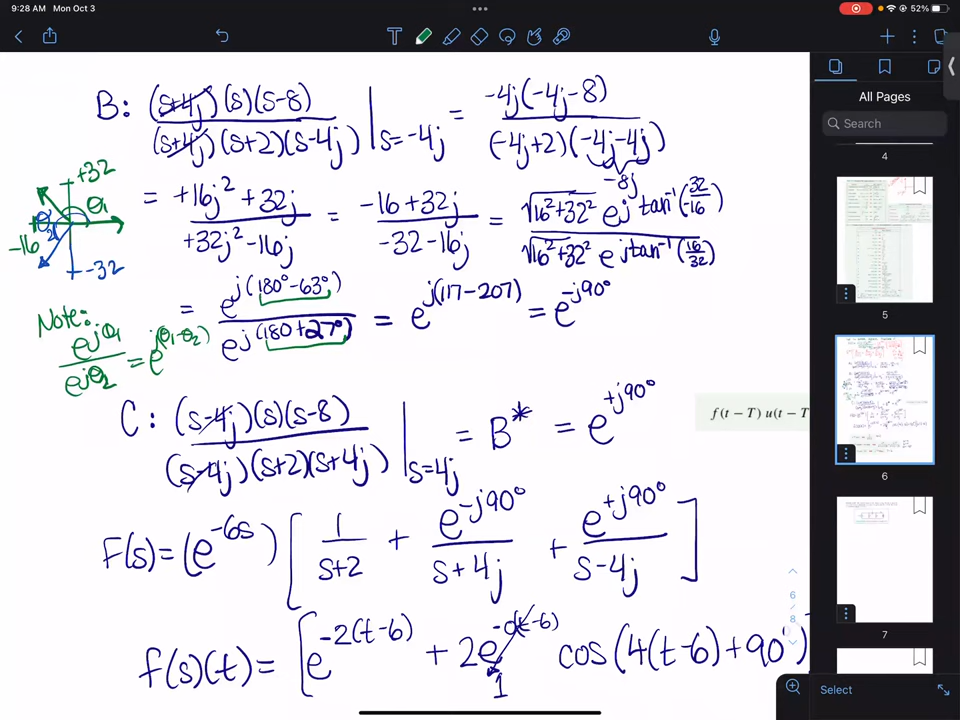 9:28 AM Mon Oct 3
52%
B: (s+4j)(s)(s-8) / (s+4j)(s+2)(s-4j) | s=-4j = -4j(-4j-8) / (-4j+2)(-4j-4j)
-8j
+32
θ1
θ2
-16
-32
= +16j² + 32j / +32j² -16j = -16+32j / -32-16j = √16²+32² e^j tan⁻¹(32/-16) / √16²+32² e^j tan⁻¹(16/32)
= e^j(180°-63°) / e^j(180+27°) = e^j(117-207) = e^-j90°
Note:
e^jθ1 / e^jθ2 = e^j(θ1-θ2)
C: (s-4j)(s)(s-8) / (s-4j)(s+2)(s+4j) | s=4j = B* = e^+j90°
f(t − T) u(t − T
F(s)=(e^-6s) [ 1 / s+2 + e^-j90° / s+4j + e^+j90° / s-4j ]
f(s)(t) = [ e^-2(t-6) + 2e^-0(t-6) cos(4(t-6)+90°)
1
All Pages
Search
4
5
6
7
6
/
8
Select